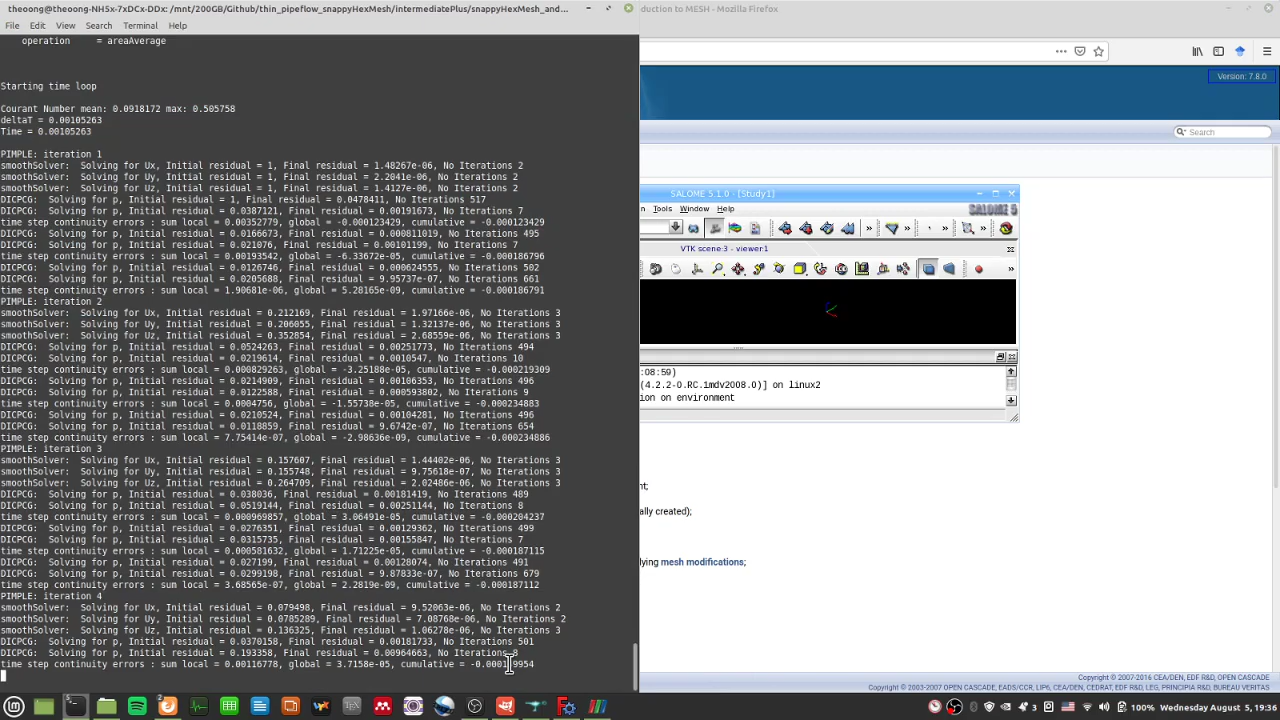 theoong@theoong-NH5x-7xDCx-DDx: /mnt/200GB/Github/thin_pipeflow_snappyHexMesh/intermediatePlus/snappyHexMesh_and...
File Edit View Search Terminal Help
operation = areaAverage
Starting time loop
Courant Number mean: 0.0918172 max: 0.505758
deltaT = 0.00105263
Time = 0.00105263
PIMPLE: iteration 1
smoothSolver: Solving for Ux, Initial residual = 1, Final residual = 1.48267e-06, No Iterations 2
smoothSolver: Solving for Uy, Initial residual = 1, Final residual = 2.2041e-06, No Iterations 2
smoothSolver: Solving for Uz, Initial residual = 1, Final residual = 1.4127e-06, No Iterations 2
DICPCG: Solving for p, Initial residual = 1, Final residual = 0.0478411, No Iterations 517
DICPCG: Solving for p, Initial residual = 0.0387121, Final residual = 0.00191673, No Iterations 7
time step continuity errors : sum local = 0.00352779, global = -0.000123429, cumulative = -0.000123429
DICPCG: Solving for p, Initial residual = 0.0166673, Final residual = 0.000811019, No Iterations 495
DICPCG: Solving for p, Initial residual = 0.021076, Final residual = 0.00101199, No Iterations 7
time step continuity errors : sum local = 0.00193542, global = -6.33672e-05, cumulative = -0.000186796
DICPCG: Solving for p, Initial residual = 0.0126746, Final residual = 0.000624555, No Iterations 502
DICPCG: Solving for p, Initial residual = 0.0205688, Final residual = 9.95737e-07, No Iterations 661
time step continuity errors : sum local = 1.90681e-06, global = 5.28165e-09, cumulative = -0.000186791
PIMPLE: iteration 2
smoothSolver: Solving for Ux, Initial residual = 0.212169, Final residual = 1.97166e-06, No Iterations 3
smoothSolver: Solving for Uy, Initial residual = 0.206055, Final residual = 1.32137e-06, No Iterations 3
smoothSolver: Solving for Uz, Initial residual = 0.352854, Final residual = 2.68559e-06, No Iterations 3
DICPCG: Solving for p, Initial residual = 0.0524263, Final residual = 0.00251773, No Iterations 494
DICPCG: Solving for p, Initial residual = 0.0219614, Final residual = 0.0010547, No Iterations 10
time step continuity errors : sum local = 0.000829263, global = -3.25188e-05, cumulative = -0.000219309
DICPCG: Solving for p, Initial residual = 0.0214909, Final residual = 0.00106353, No Iterations 496
DICPCG: Solving for p, Initial residual = 0.0122588, Final residual = 0.000593802, No Iterations 9
time step continuity errors : sum local = 0.0004756, global = -1.55738e-05, cumulative = -0.000234883
DICPCG: Solving for p, Initial residual = 0.0210524, Final residual = 0.00104281, No Iterations 496
DICPCG: Solving for p, Initial residual = 0.0118859, Final residual = 9.6742e-07, No Iterations 654
time step continuity errors : sum local = 7.75414e-07, global = -2.98636e-09, cumulative = -0.000234886
PIMPLE: iteration 3
smoothSolver: Solving for Ux, Initial residual = 0.157607, Final residual = 1.44402e-06, No Iterations 3
smoothSolver: Solving for Uy, Initial residual = 0.155748, Final residual = 9.75618e-07, No Iterations 3
smoothSolver: Solving for Uz, Initial residual = 0.264709, Final residual = 2.02486e-06, No Iterations 3
DICPCG: Solving for p, Initial residual = 0.038036, Final residual = 0.00181419, No Iterations 489
DICPCG: Solving for p, Initial residual = 0.0519144, Final residual = 0.00251144, No Iterations 8
time step continuity errors : sum local = 0.000969857, global = 3.06491e-05, cumulative = -0.000204237
DICPCG: Solving for p, Initial residual = 0.0276351, Final residual = 0.00129362, No Iterations 499
DICPCG: Solving for p, Initial residual = 0.0315735, Final residual = 0.00155847, No Iterations 7
time step continuity errors : sum local = 0.000581632, global = 1.71225e-05, cumulative = -0.000187115
DICPCG: Solving for p, Initial residual = 0.027199, Final residual = 0.00128074, No Iterations 491
DICPCG: Solving for p, Initial residual = 0.0299198, Final residual = 9.87833e-07, No Iterations 679
time step continuity errors : sum local = 3.68565e-07, global = 2.2819e-09, cumulative = -0.000187112
PIMPLE: iteration 4
smoothSolver: Solving for Ux, Initial residual = 0.079498, Final residual = 9.52063e-06, No Iterations 2
smoothSolver: Solving for Uy, Initial residual = 0.0785289, Final residual = 7.08768e-06, No Iterations 2
smoothSolver: Solving for Uz, Initial residual = 0.136325, Final residual = 1.06278e-06, No Iterations 3
DICPCG: Solving for p, Initial residual = 0.0370158, Final residual = 0.00181733, No Iterations 501
DICPCG: Solving for p, Initial residual = 0.193358, Final residual = 0.00964663, No Iterations 8
time step continuity errors : sum local = 0.00116778, global = 3.7158e-05, cumulative =
oduction to MESH - Mozilla Firefox
Version: 7.8.0
Search
SALOME 5.1.0 - [Study1]
Tools Window Help
SALOME 5
VTK scene:3 - viewer:1
:08:59)
(4.2.2-0.RC.1mdv2008.0)] on linux2
ion on environment
nt;
ally created);
lying mesh modifications;
Copyright © 2007-2016 CEA/DEN, EDF R&D, OPEN CASCADE
Copyright © 2003-2007 OPEN CASCADE, EADS/CCR, LIP6, CEA/DEN, CEDRAT, EDF R&D, LEG, PRINCIPIA R&D, BUREAU VERITAS
3 100% Wednesday August 5, 19:36